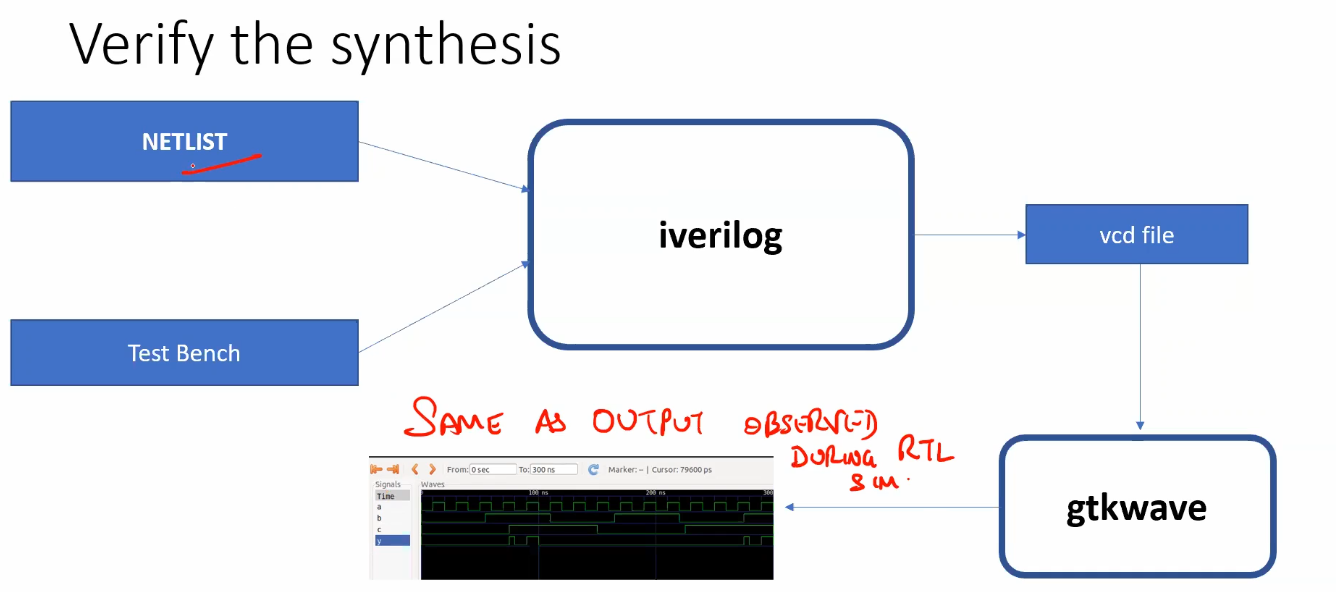 Verify the synthesis
NETLIST
iverilog
vcd file
Test Bench
SAME AS OUTPUT OBSERVED
DURING RTL
SIM.
From: 0 sec To: 300 ns Marker: -- | Cursor: 79600 ps
Signals Waves
Time 100 ns 200 ns 300
a
b
c
y
gtkwave